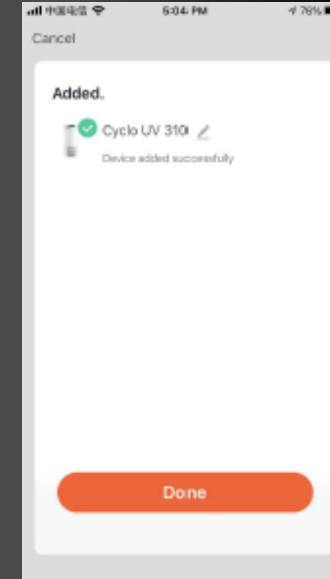 中国电信 5:04 PM 76%
Cancel
Added.
Cyclo UV 310i
Device added successfully
Done